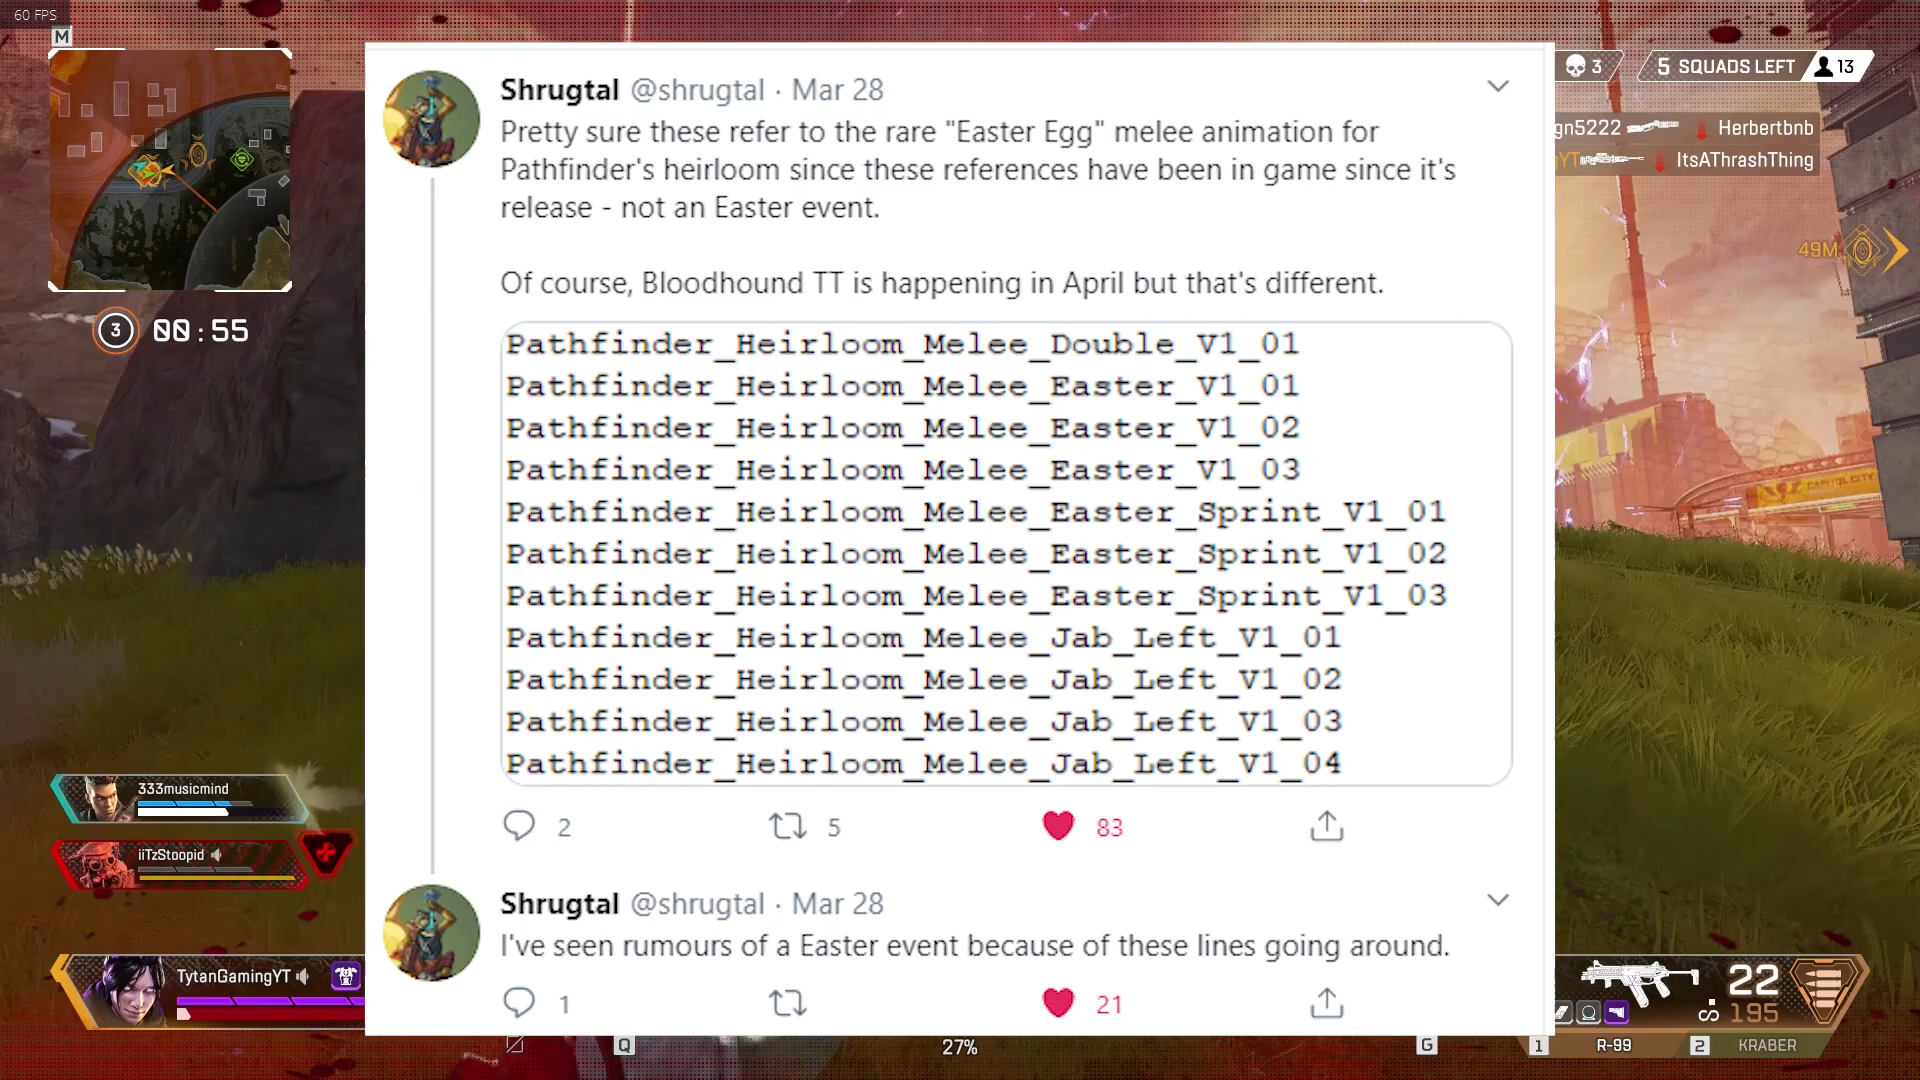 60 FPS
M
3
5 SQUADS LEFT
13
gn5222
Herbertbnb
gYT
ItsAThrashThing
49M
3
00:55
Shrugtal @shrugtal · Mar 28
Pretty sure these refer to the rare "Easter Egg" melee animation for
Pathfinder's heirloom since these references have been in game since it's
release - not an Easter event.
Of course, Bloodhound TT is happening in April but that's different.
Pathfinder_Heirloom_Melee_Double_V1_01
Pathfinder_Heirloom_Melee_Easter_V1_01
Pathfinder_Heirloom_Melee_Easter_V1_02
Pathfinder_Heirloom_Melee_Easter_V1_03
Pathfinder_Heirloom_Melee_Easter_Sprint_V1_01
Pathfinder_Heirloom_Melee_Easter_Sprint_V1_02
Pathfinder_Heirloom_Melee_Easter_Sprint_V1_03
Pathfinder_Heirloom_Melee_Jab_Left_V1_01
Pathfinder_Heirloom_Melee_Jab_Left_V1_02
Pathfinder_Heirloom_Melee_Jab_Left_V1_03
Pathfinder_Heirloom_Melee_Jab_Left_V1_04
2 5 83
Shrugtal @shrugtal · Mar 28
I've seen rumours of a Easter event because of these lines going around.
1 21
CAPITOL CITY
333musicmind
iiTzStoopid
TytanGamingYT
22
195
Q
27%
G
1 R-99
2 KRABER